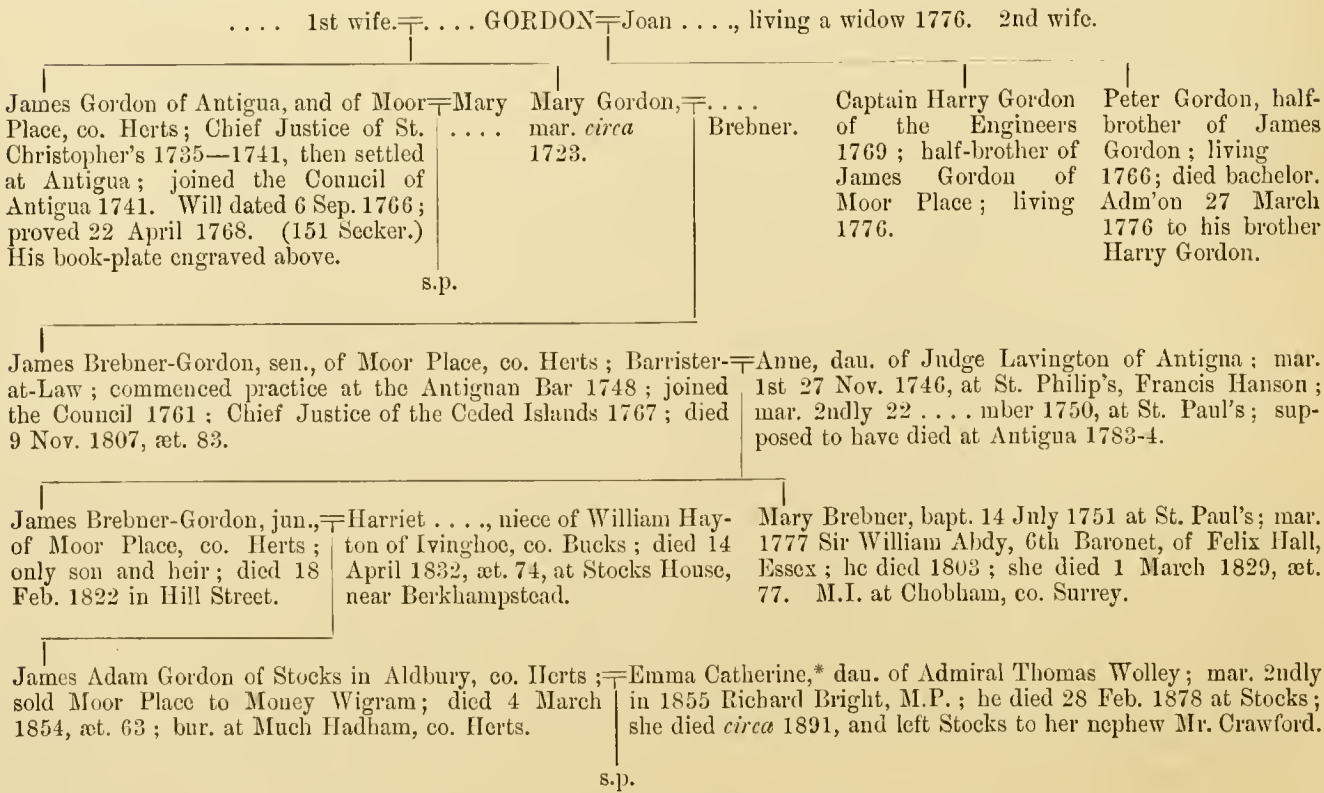 . . . . 1st wife.=. . . . GORDON=Joan . . . ., living a widow 1776. 2nd wife.
James Gordon of Antigua, and of Moor=Mary
Place, co. Herts; Chief Justice of St. . . . .
Christopher's 1735—1741, then settled
at Antigua; joined the Council of
Antigua 1741. Will dated 6 Sep. 1766;
proved 22 April 1768. (151 Secker.)
His book-plate engraved above.
s.p.
Mary Gordon,=. . . .
mar. circa Brebner.
1723.
Captain Harry Gordon
of the Engineers
1769; half-brother of
James Gordon of
Moor Place; living
1776.
Peter Gordon, half-
brother of James
Gordon; living
1766; died bachelor.
Adm'on 27 March
1776 to his brother
Harry Gordon.
James Brebner-Gordon, sen., of Moor Place, co. Herts; Barrister-=
at-Law; commenced practice at the Antiguan Bar 1748; joined
the Council 1761; Chief Justice of the Ceded Islands 1767; died
9 Nov. 1807, æt. 83.
Anne, dau. of Judge Lavington of Antigua; mar.
1st 27 Nov. 1746, at St. Philip's, Francis Hanson;
mar. 2ndly 22 . . . . mber 1750, at St. Paul's; sup-
posed to have died at Antigua 1783-4.
James Brebner-Gordon, jun.,=
of Moor Place, co. Herts;
only son and heir; died 18
Feb. 1822 in Hill Street.
Harriet . . . ., niece of William Hay-
ton of Ivinghoe, co. Bucks; died 14
April 1832, æt. 74, at Stocks House,
near Berkhampstead.
Mary Brebner, bapt. 14 July 1751 at St. Paul's; mar.
1777 Sir William Abdy, 6th Baronet, of Felix Hall,
Essex; he died 1803; she died 1 March 1829, æt.
77. M.I. at Chobham, co. Surrey.
James Adam Gordon of Stocks in Aldbury, co. Herts;=
sold Moor Place to Money Wigram; died 4 March
1854, æt. 63; bur. at Much Hadham, co. Herts.
Emma Catherine,* dau. of Admiral Thomas Wolley; mar. 2ndly
in 1855 Richard Bright, M.P.; he died 28 Feb. 1878 at Stocks;
she died circa 1891, and left Stocks to her nephew Mr. Crawford.
s.p.